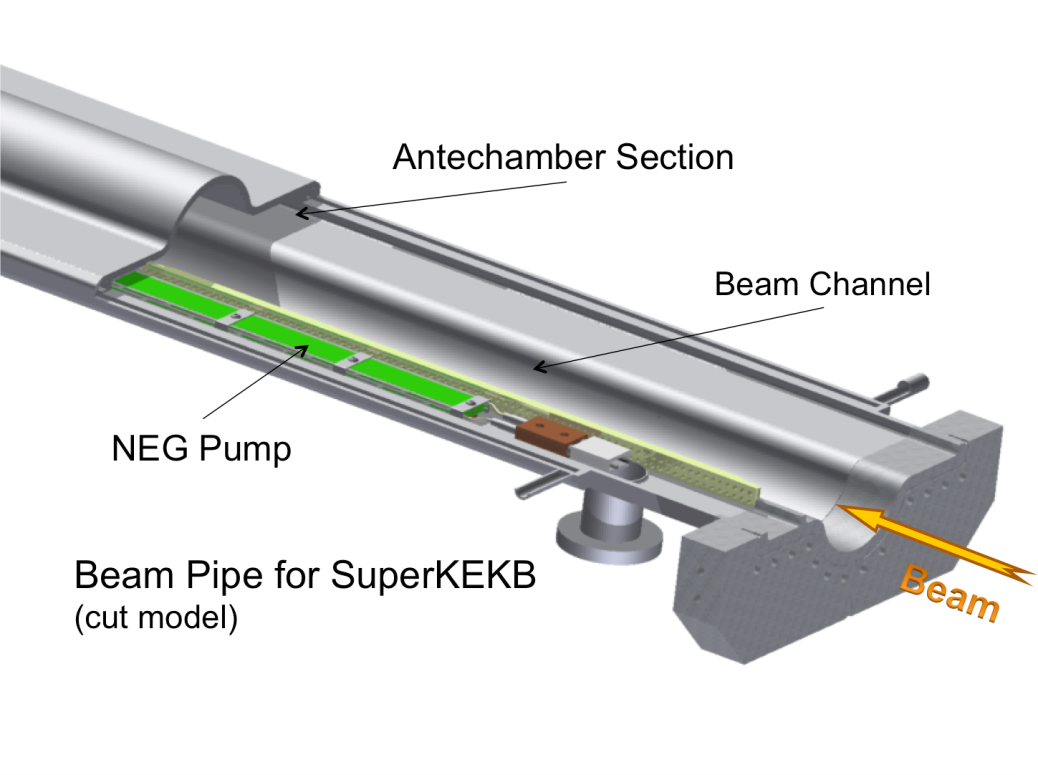 Antechamber Section
Beam Channel
NEG Pump
Beam Pipe for SuperKEKB
(cut model)
Beam